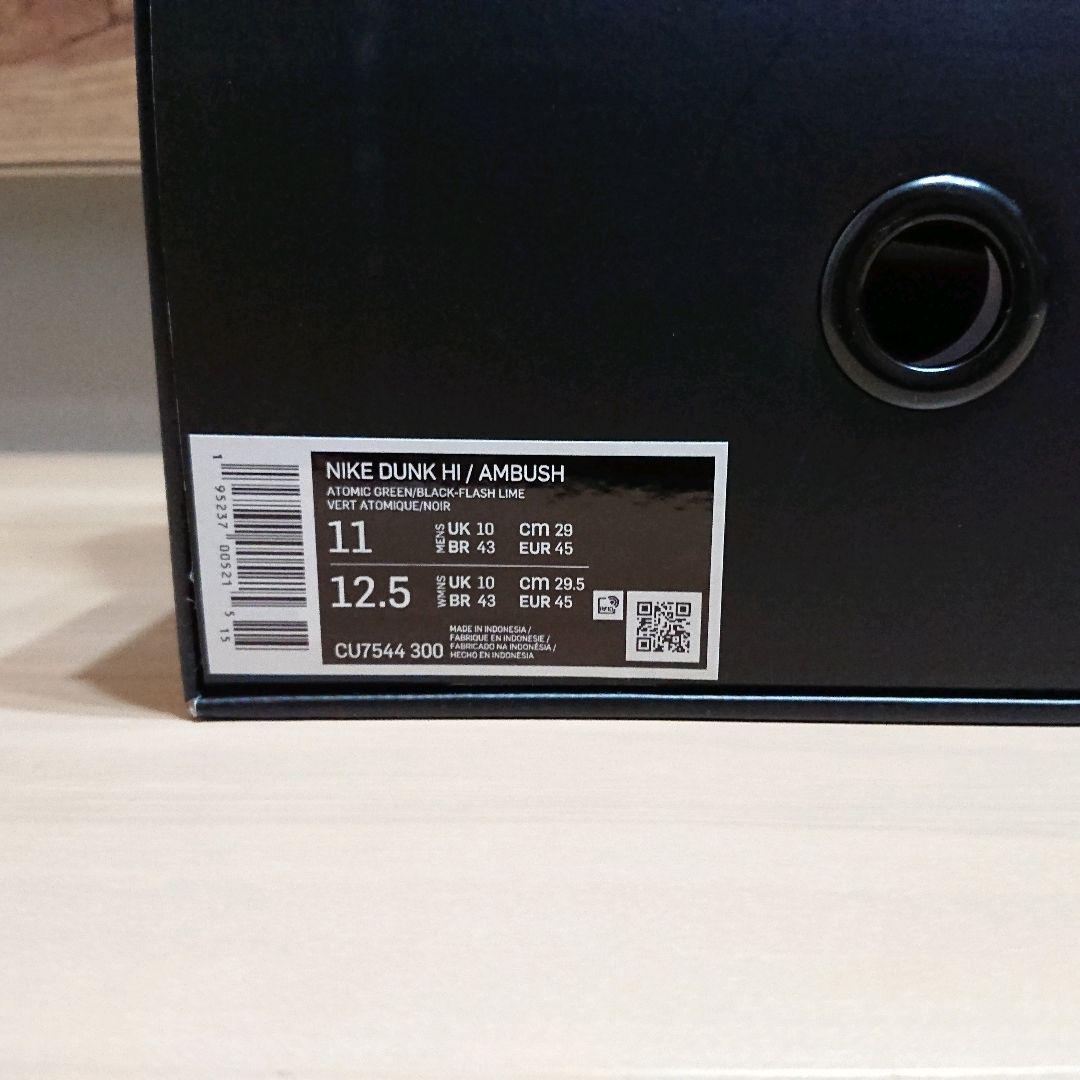 NIKE DUNK HI / AMBUSH
ATOMIC GREEN/BLACK-FLASH LIME
VERT ATOMIQUE/NOIR
11 MENS UK 10 cm 29
BR 43 EUR 45
12.5 WMNS UK 10 cm 29.5
BR 43 EUR 45
CU7544 300
MADE IN INDONESIA /
FABRIQUE EN INDONESIE /
FABRICADO NA INDONÉSIA /
HECHO EN INDONESIA
1 95237 00521 5 15